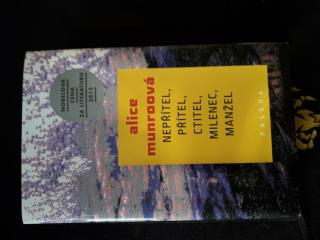 NOBELOVA
CENA
ZA LITERATURU
2013
alice
munroová
NEPŘÍTEL,
PŘÍTEL,
CTITEL,
MILENEC,
MANŽEL
PASEKA